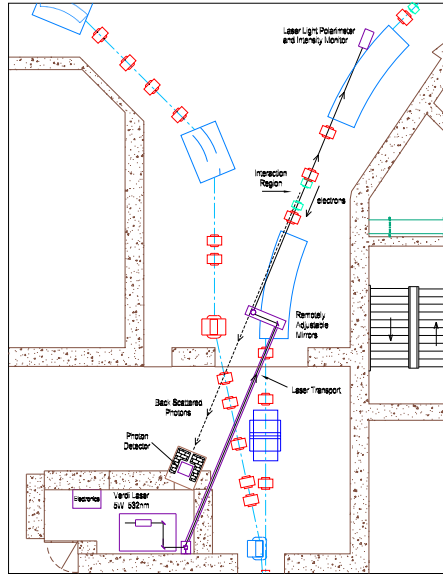 Laser Light Polarimeter
and Intensity Monitor
Interaction
Region
electrons
Remotely
Adjustable
Mirrors
Laser Transport
Back Scattered
Photons
Photon
Detector
Electronics
Verdi Laser
5W 532nm